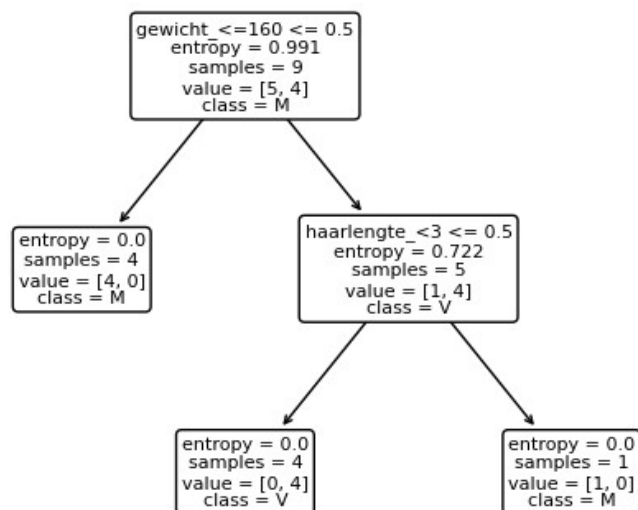 gewicht_<=160 <= 0.5
entropy = 0.991
samples = 9
value = [5, 4]
class = M
entropy = 0.0
samples = 4
value = [4, 0]
class = M
haarlengte_<3 <= 0.5
entropy = 0.722
samples = 5
value = [1, 4]
class = V
entropy = 0.0
samples = 4
value = [0, 4]
class = V
entropy = 0.0
samples = 1
value = [1, 0]
class = M